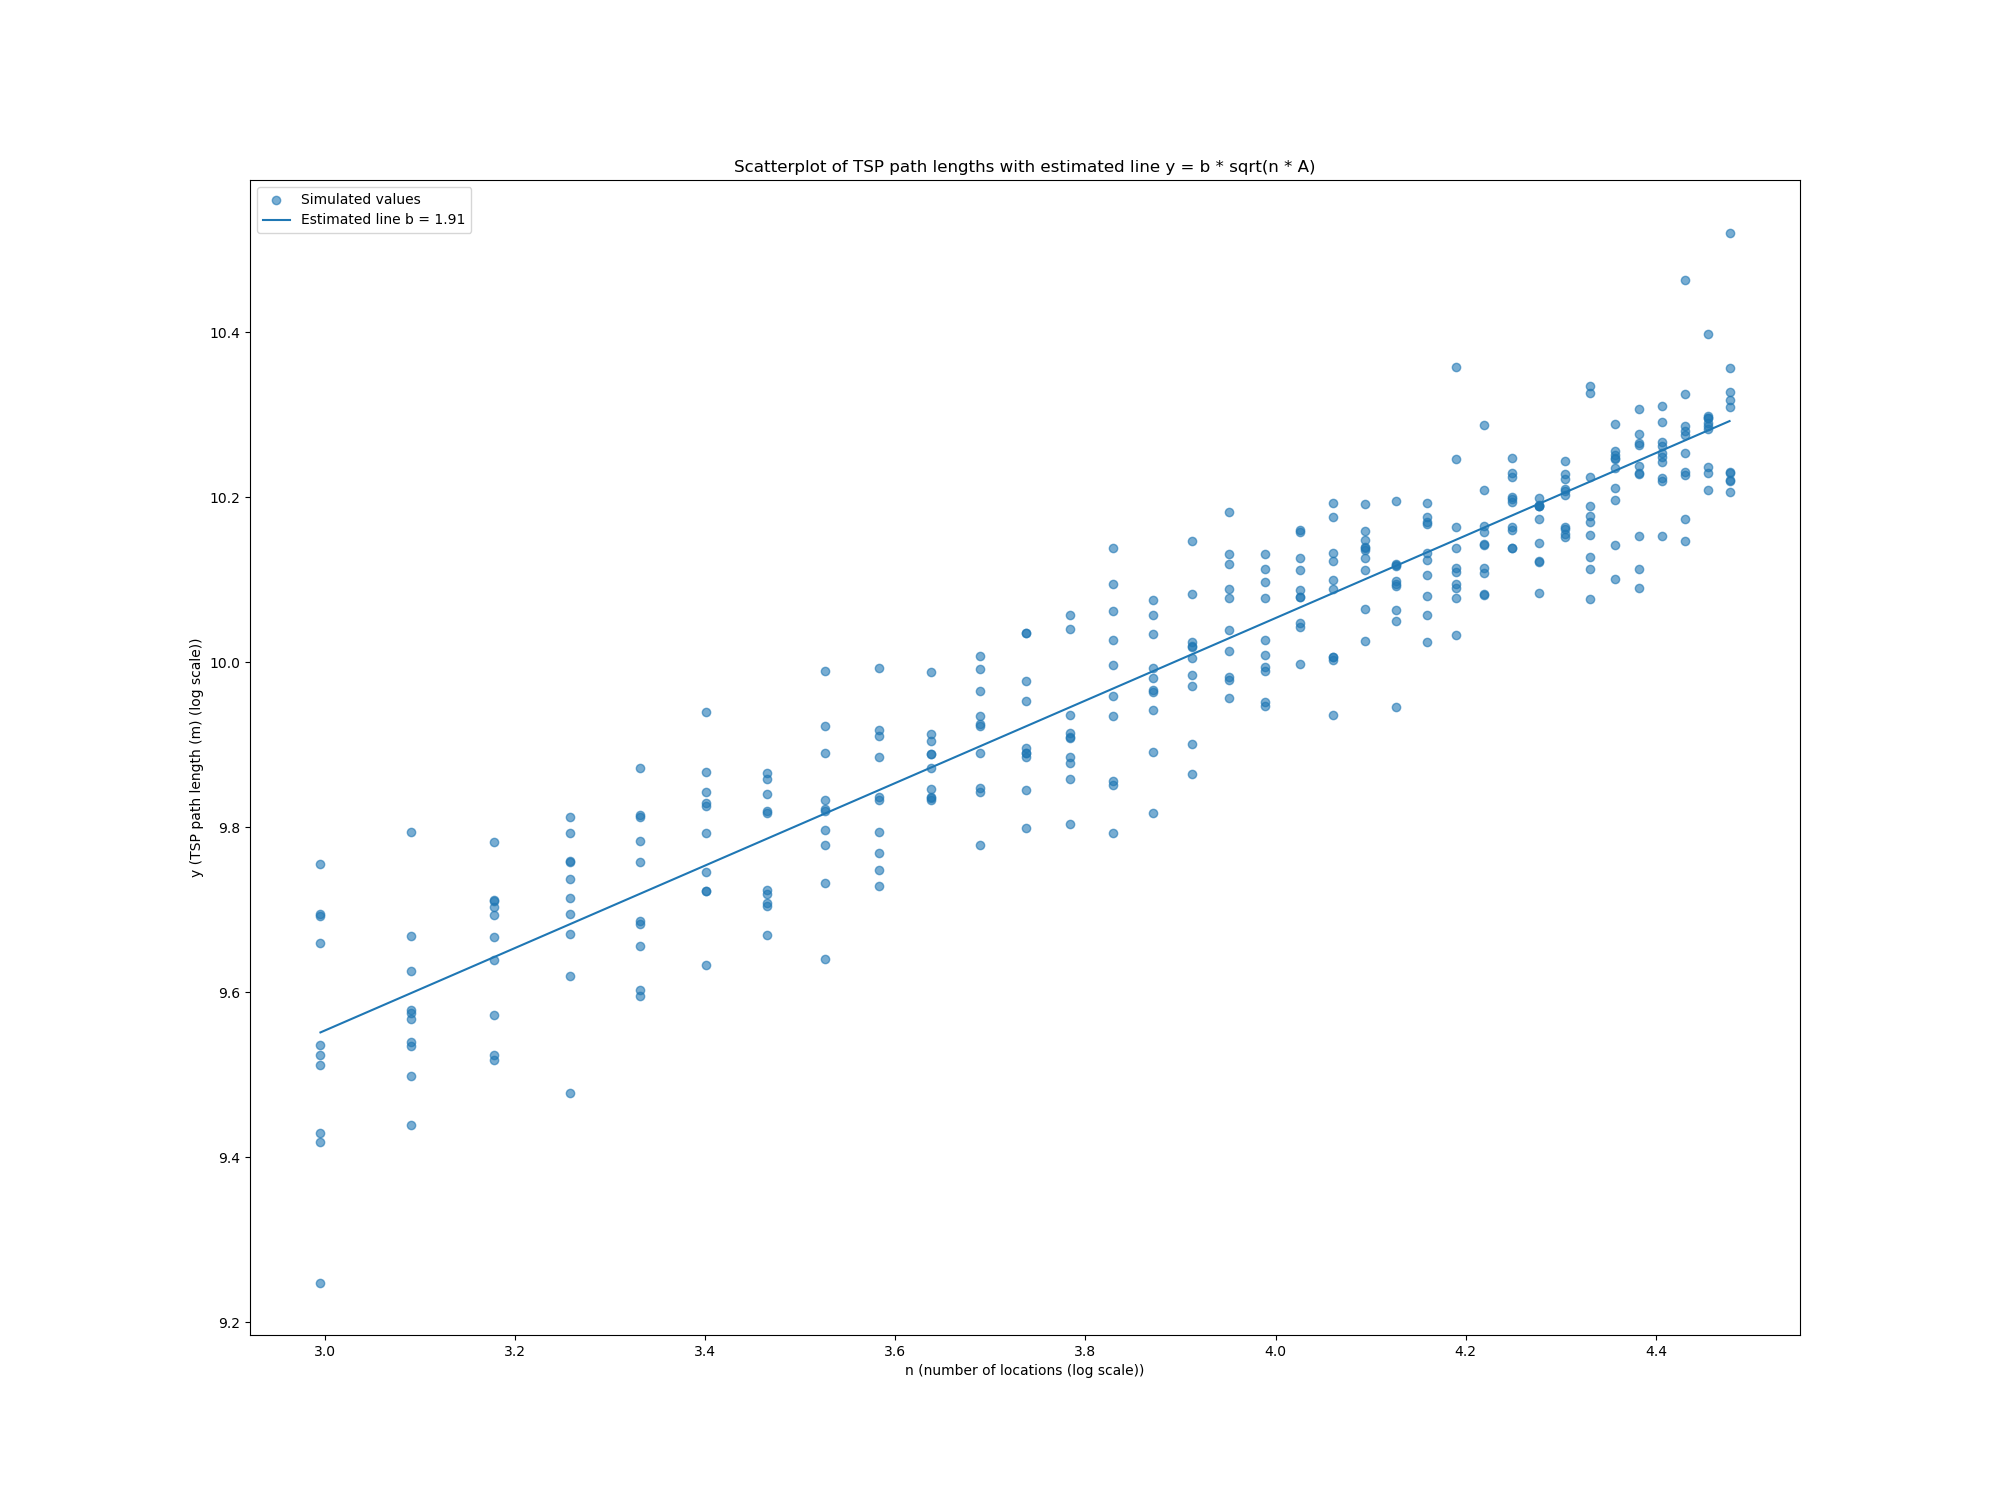 Scatterplot of TSP path lengths with estimated line y = b * sqrt(n * A)
Simulated values
Estimated line b = 1.91
y (TSP path length (m) (log scale))
10.4
10.2
10.0
9.8
9.6
9.4
9.2
3.0 3.2 3.4 3.6 3.8 4.0 4.2 4.4
n (number of locations (log scale))